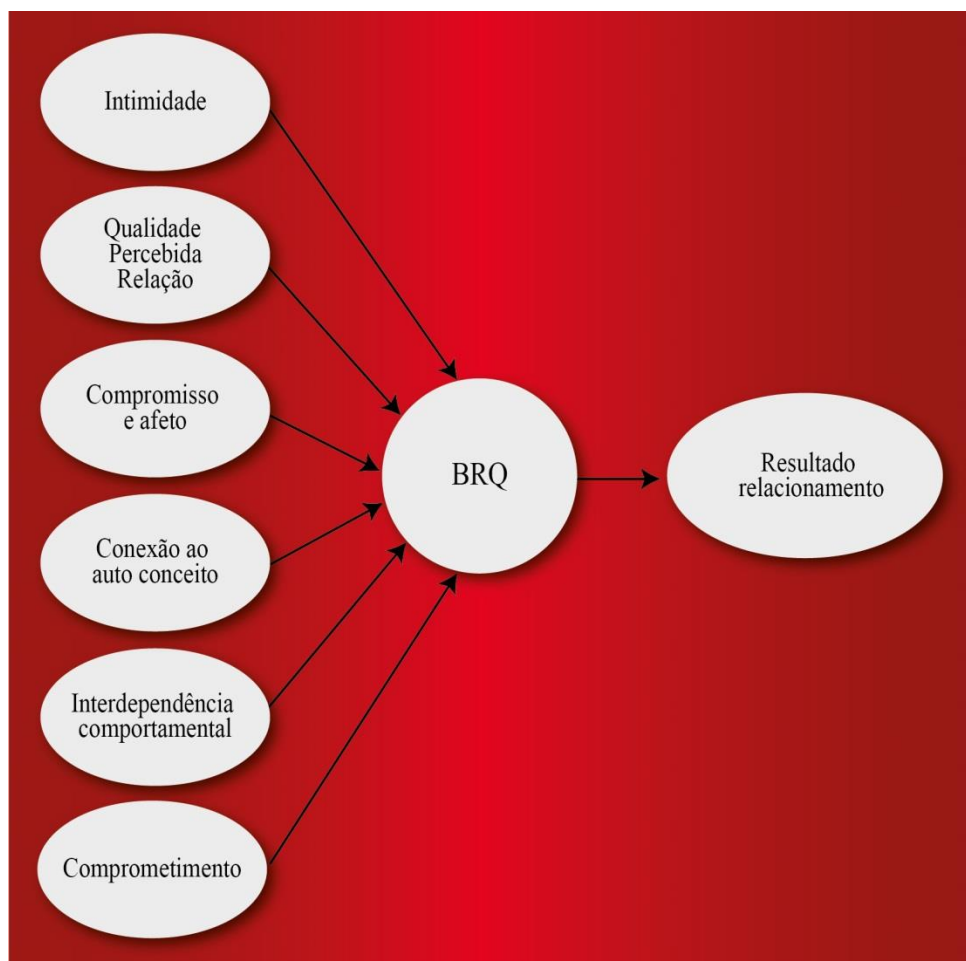 Intimidade
Qualidade
Percebida
Relação
Compromisso
e afeto
Conexão ao
auto conceito
Interdependência
comportamental
Comprometimento
BRQ
Resultado
relacionamento